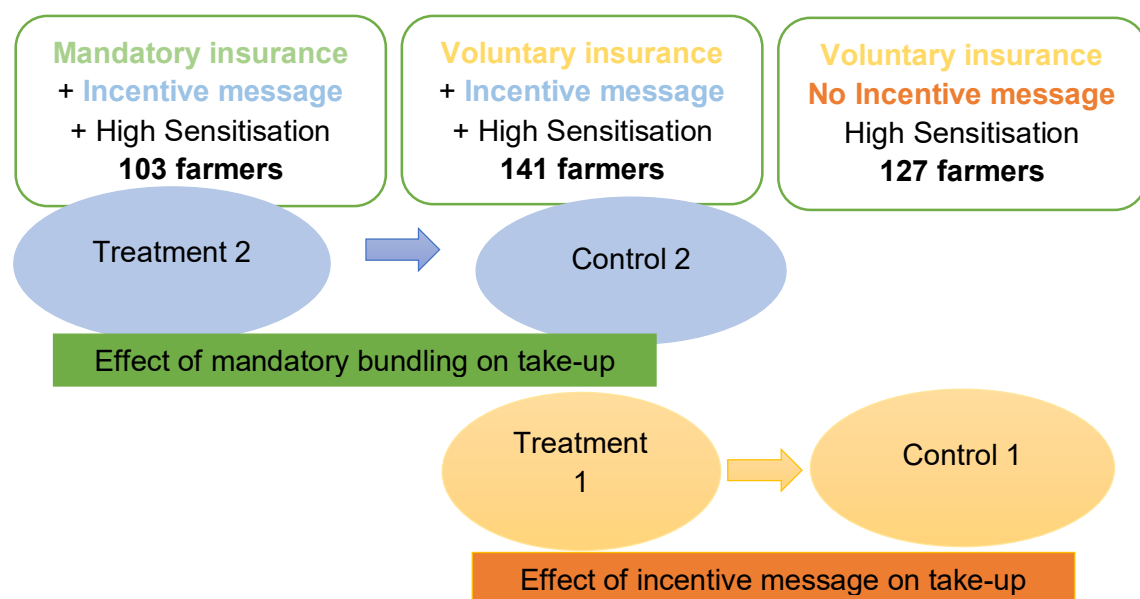 Mandatory insurance
+ Incentive message
+ High Sensitisation
103 farmers
Voluntary insurance
+ Incentive message
+ High Sensitisation
141 farmers
Voluntary insurance
No Incentive message
High Sensitisation
127 farmers
Treatment 2
Control 2
Effect of mandatory bundling on take-up
Treatment
1
Control 1
Effect of incentive message on take-up